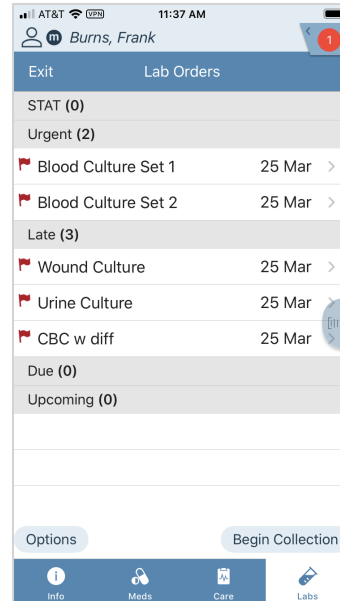 AT&T VPN 11:37 AM
m Burns, Frank 1
Exit Lab Orders
STAT (0)
Urgent (2)
Blood Culture Set 1 25 Mar
Blood Culture Set 2 25 Mar
Late (3)
Wound Culture 25 Mar
Urine Culture 25 Mar
CBC w diff 25 Mar
Due (0)
Upcoming (0)
Options Begin Collection
Info Meds Care Labs